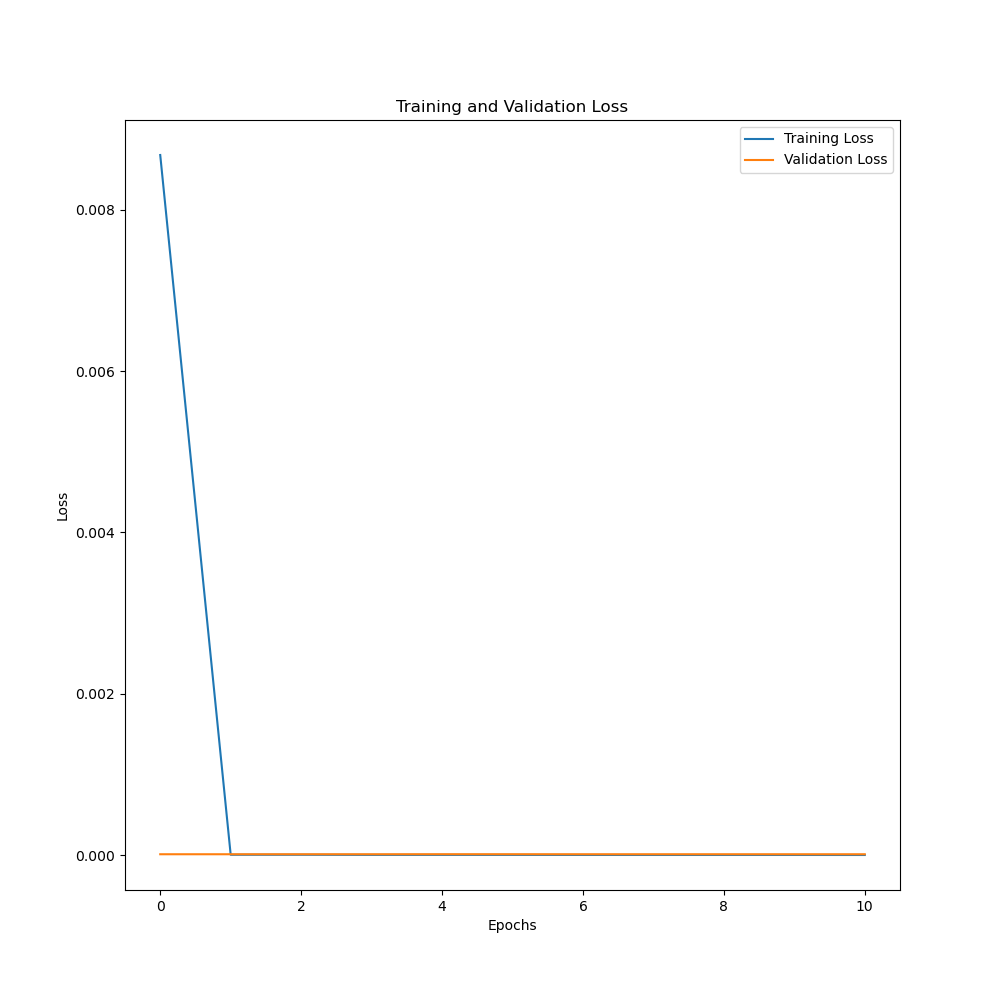 Training and Validation Loss
Training Loss
Validation Loss
0.008
0.006
0.004
0.002
0.000
Loss
0 2 4 6 8 10
Epochs